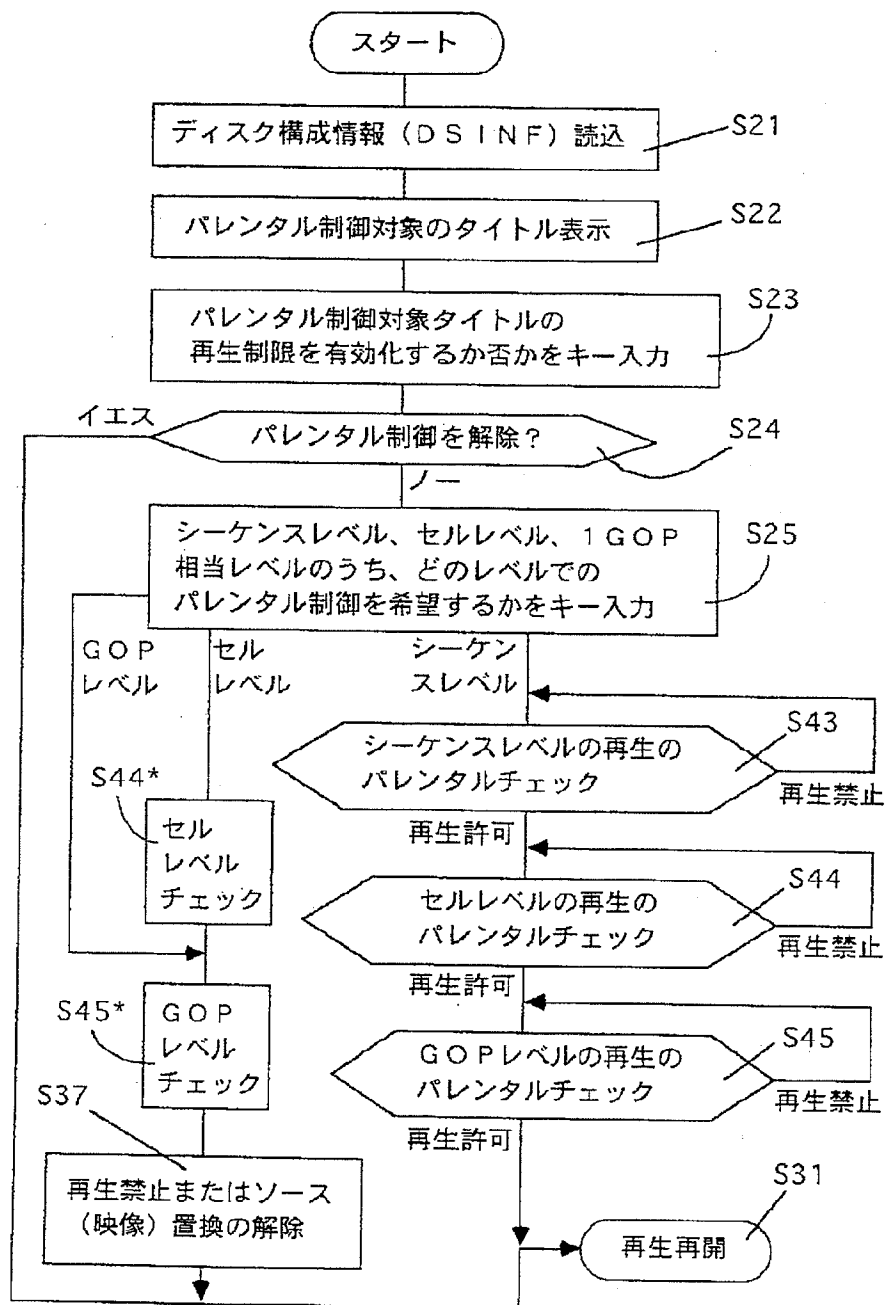 スタート
ディスク構成情報(DSINF)読込
S21
パレンタル制御対象のタイトル表示
S22
パレンタル制御対象タイトルの
再生制限を有効化するか否かをキー入力
S23
イエス
パレンタル制御を解除?
S24
ノー
シーケンスレベル、セルレベル、1GOP
相当レベルのうち、どのレベルでの
パレンタル制御を希望するかをキー入力
S25
GOP
レベル
セル
レベル
シーケン
スレベル
シーケンスレベルの再生の
パレンタルチェック
S43
再生禁止
再生許可
S44*
セル
レベル
チェック
セルレベルの再生の
パレンタルチェック
S44
再生禁止
再生許可
S45*
GOP
レベル
チェック
GOPレベルの再生の
パレンタルチェック
S45
再生禁止
再生許可
S37
再生禁止またはソース
(映像)置換の解除
S31
再生再開